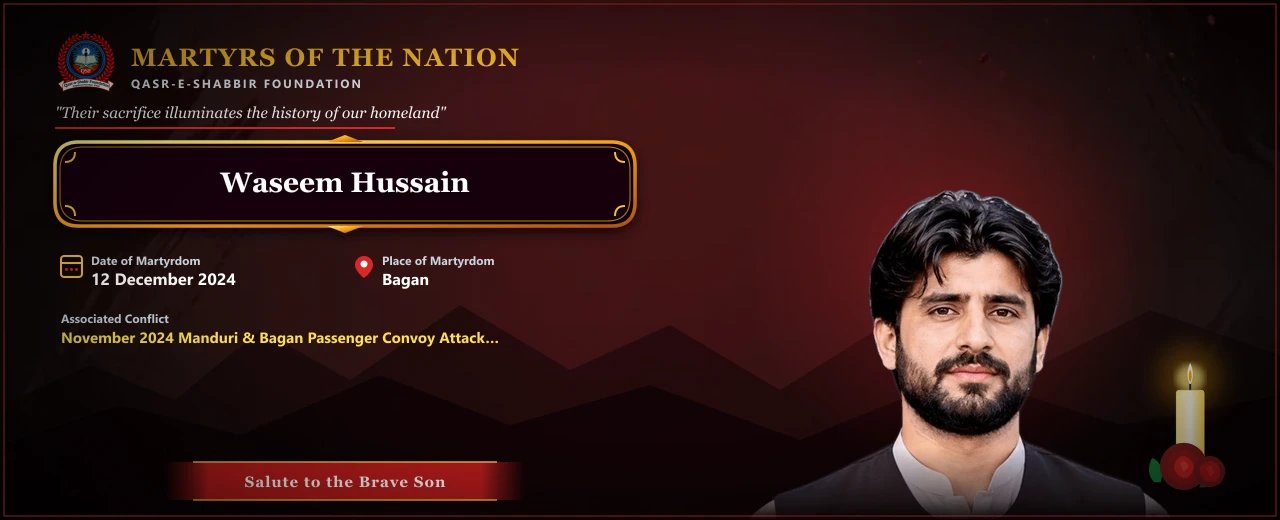 MARTYRS OF THE NATION
QASR-E-SHABBIR FOUNDATION
"Their sacrifice illuminates the history of our homeland"
Waseem Hussain
Date of Martyrdom
12 December 2024
Place of Martyrdom
Bagan
Associated Conflict
November 2024 Manduri & Bagan Passenger Convoy Attack...
Salute to the Brave Son